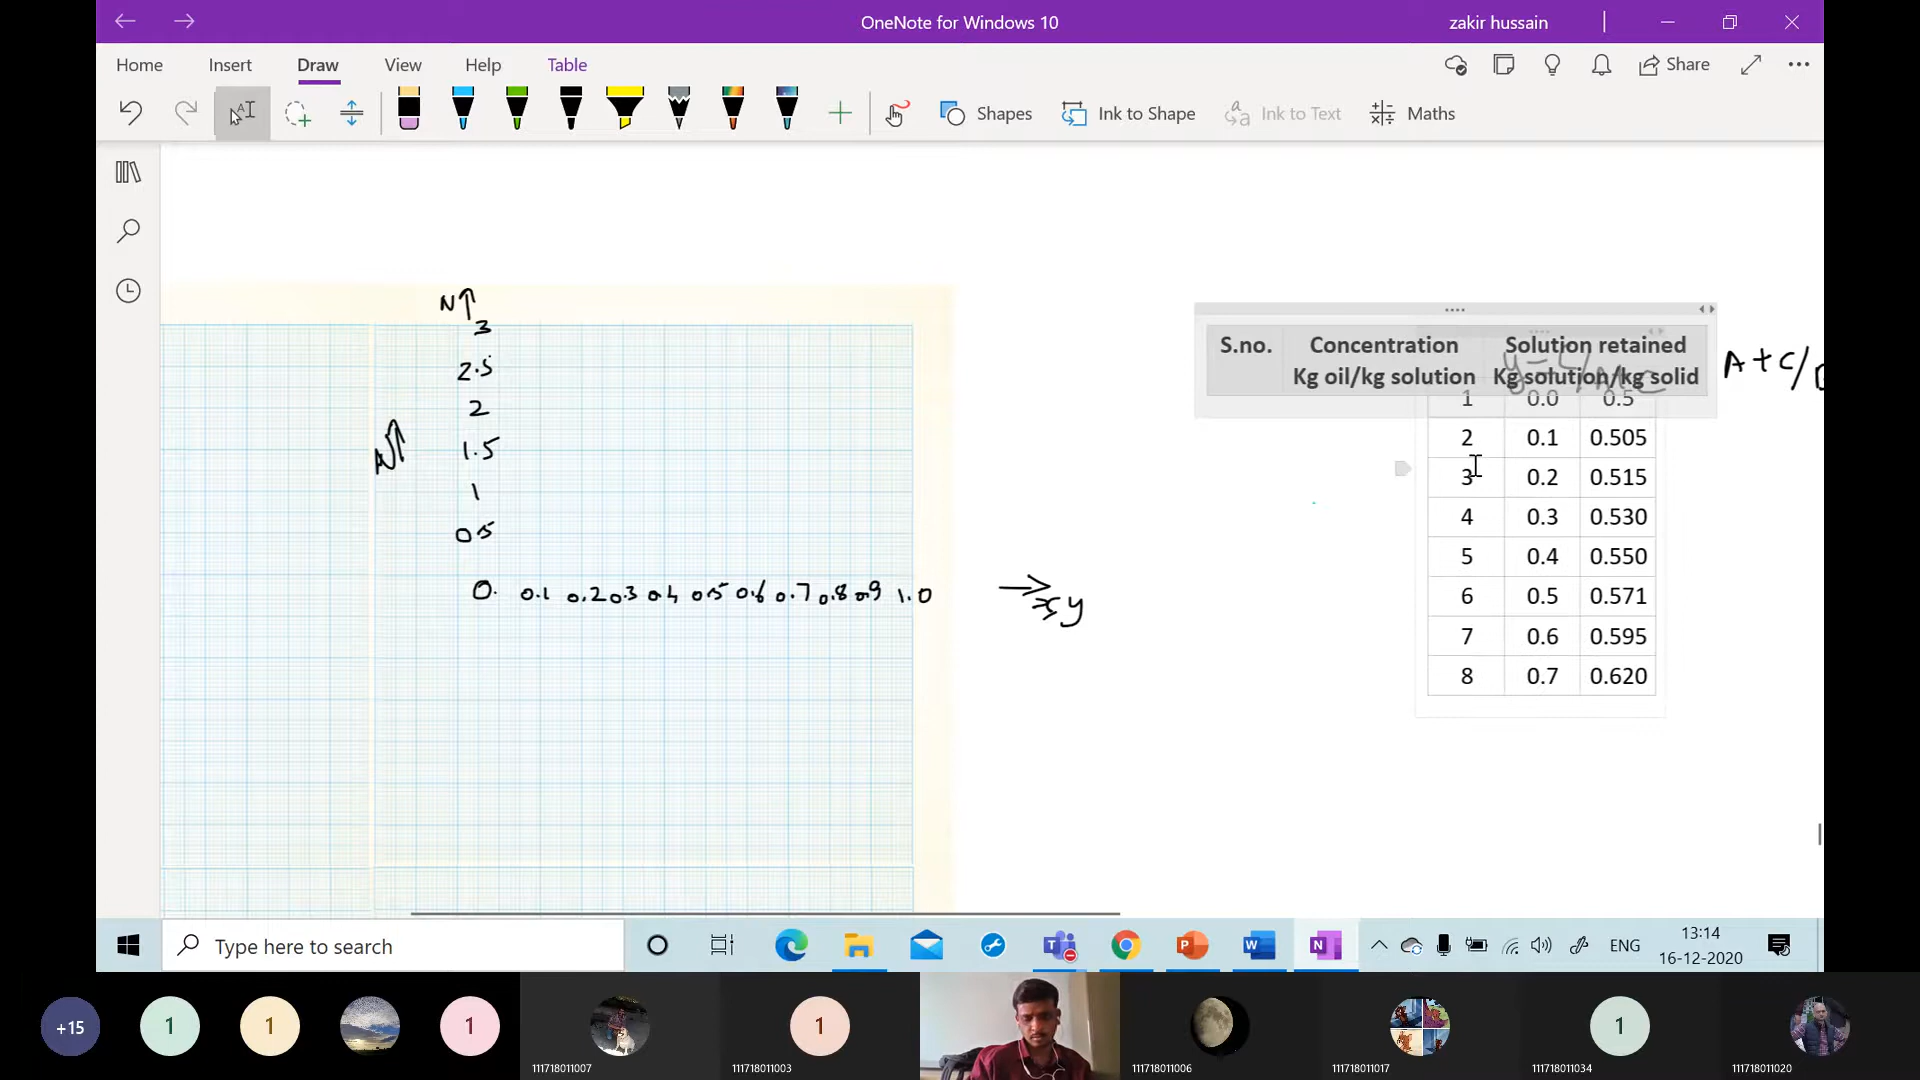 OneNote for Windows 10
zakir hussain
Home Insert Draw View Help Table
Share
Shapes
Ink to Shape
Ink to Text
Maths
N↑
3
2.5
2
N↑ 1.5
1
0.5
0. 0.1 0.2 0.3 0.4 0.5 0.6 0.7 0.8 0.9 1.0
x, y
S.no. Concentration Solution retained
Kg oil/kg solution Kg solution/kg solid
A+C/
1 0.0 0.5
2 0.1 0.505
3 0.2 0.515
4 0.3 0.530
5 0.4 0.550
6 0.5 0.571
7 0.6 0.595
8 0.7 0.620
Type here to search
ENG
13:14
16-12-2020
+15 1 1 1 1 1
111718011007 111718011003 111718011006 111718011017 111718011034 111718011020